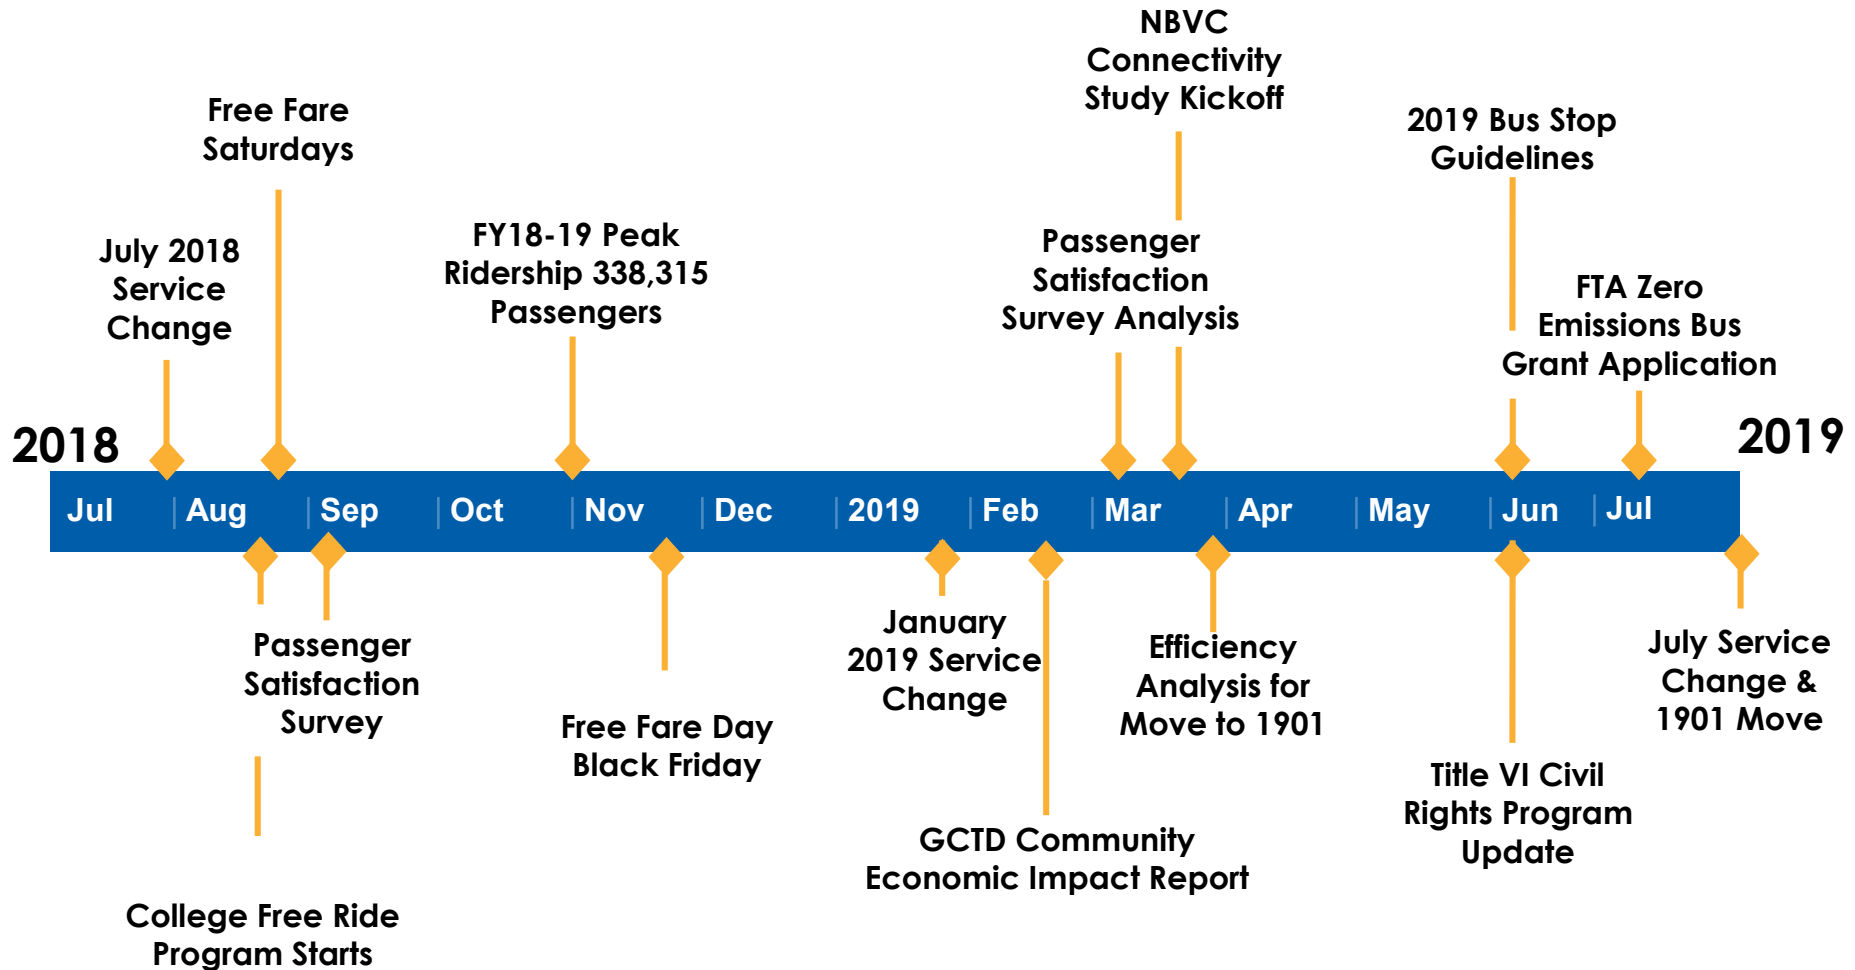 NBVC
Connectivity
Study Kickoff
Free Fare
Saturdays
2019 Bus Stop
Guidelines
July 2018
Service
Change
FY18-19 Peak
Ridership 338,315
Passengers
Passenger
Satisfaction
Survey Analysis
FTA Zero
Emissions Bus
Grant Application
2018
2019
Jul
Aug
Sep
Oct
Nov
Dec
2019
Feb
Mar
Apr
May
Jun
Jul
Passenger
Satisfaction
Survey
January
2019 Service
Change
Efficiency
Analysis for
Move to 1901
July Service
Change &
1901 Move
Free Fare Day
Black Friday
Title VI Civil
Rights Program
Update
GCTD Community
Economic Impact Report
College Free Ride
Program Starts